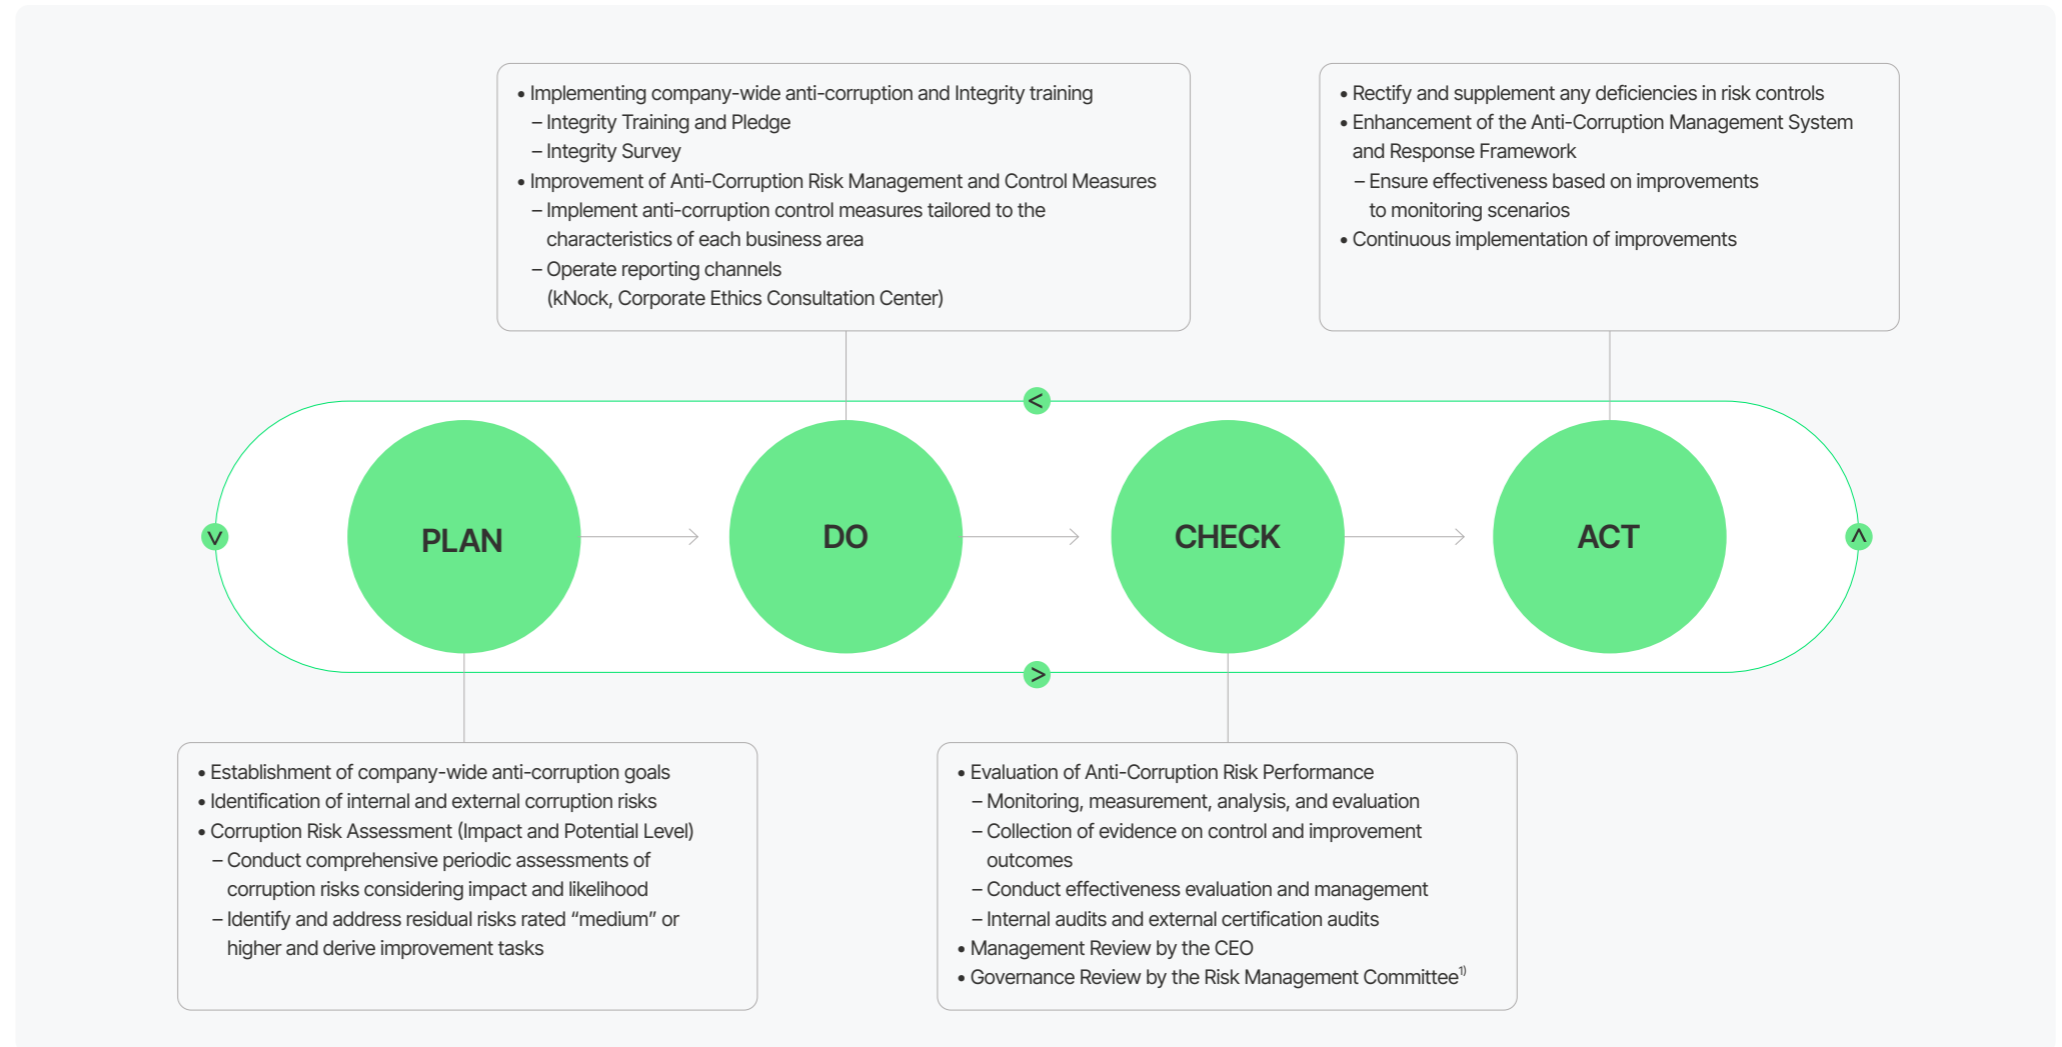 • Implementing company-wide anti-corruption and Integrity training
– Integrity Training and Pledge
– Integrity Survey
• Improvement of Anti-Corruption Risk Management and Control Measures
– Implement anti-corruption control measures tailored to the
characteristics of each business area
– Operate reporting channels
(kNock, Corporate Ethics Consultation Center)
• Rectify and supplement any deficiencies in risk controls
• Enhancement of the Anti-Corruption Management System
and Response Framework
– Ensure effectiveness based on improvements
to monitoring scenarios
• Continuous implementation of improvements
PLAN
DO
CHECK
ACT
• Establishment of company-wide anti-corruption goals
• Identification of internal and external corruption risks
• Corruption Risk Assessment (Impact and Potential Level)
– Conduct comprehensive periodic assessments of
corruption risks considering impact and likelihood
– Identify and address residual risks rated “medium” or
higher and derive improvement tasks
• Evaluation of Anti-Corruption Risk Performance
– Monitoring, measurement, analysis, and evaluation
– Collection of evidence on control and improvement
outcomes
– Conduct effectiveness evaluation and management
– Internal audits and external certification audits
• Management Review by the CEO
• Governance Review by the Risk Management Committee1)